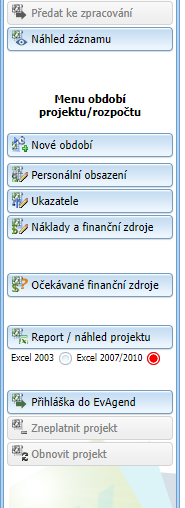 Předat ke zpracování
Náhled záznamu
Menu období
projektu/rozpočtu
Nové období
Personální obsazení
Ukazatele
Náklady a finanční zdroje
Očekávané finanční zdroje
Report / náhled projektu
Excel 2003 Excel 2007/2010
Přihláška do EvAgend
Zneplatnit projekt
Obnovit projekt